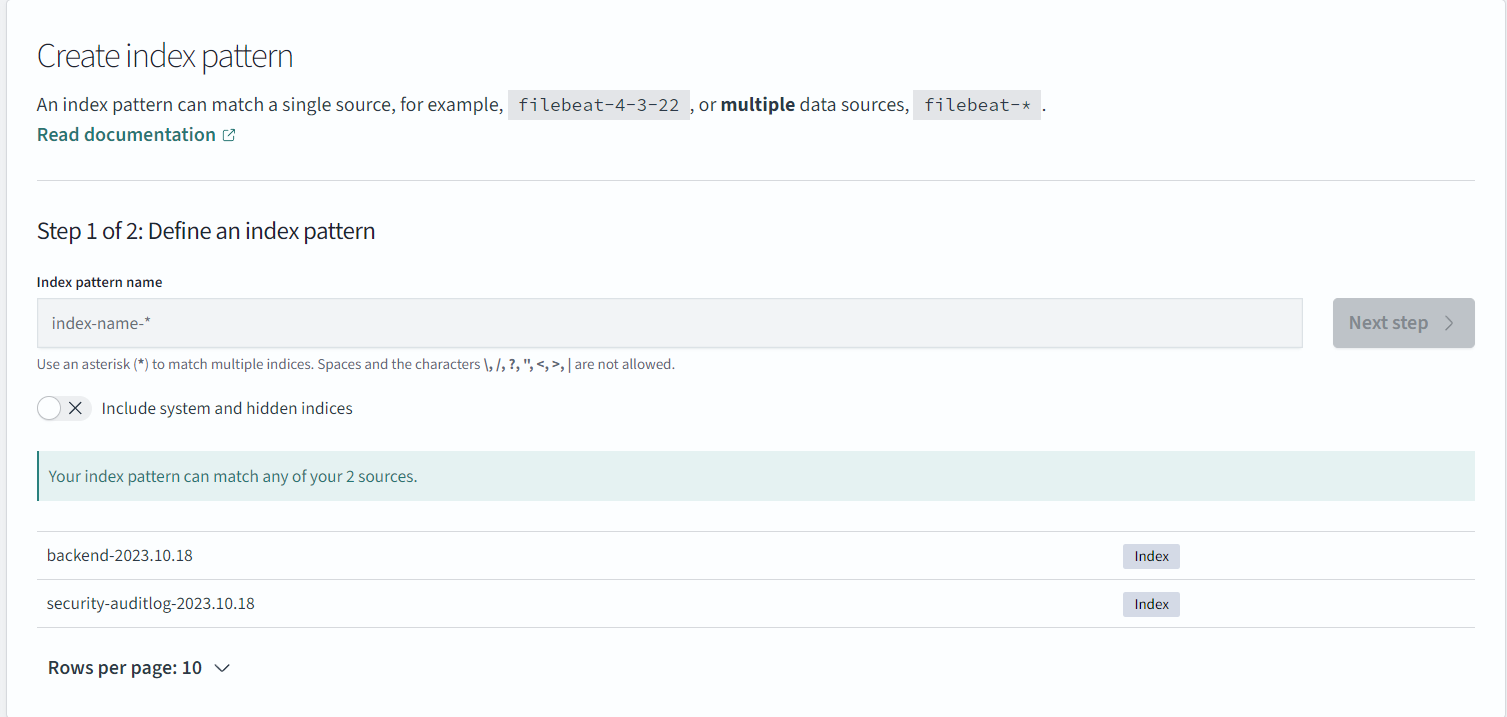 Create index pattern
An index pattern can match a single source, for example, filebeat-4-3-22 , or multiple data sources, filebeat-* .
Read documentation
Step 1 of 2: Define an index pattern
Index pattern name
index-name-*
Next step
Use an asterisk (*) to match multiple indices. Spaces and the characters \, /, ?, ", <, >, | are not allowed.
Include system and hidden indices
Your index pattern can match any of your 2 sources.
backend-2023.10.18 Index
security-auditlog-2023.10.18 Index
Rows per page: 10